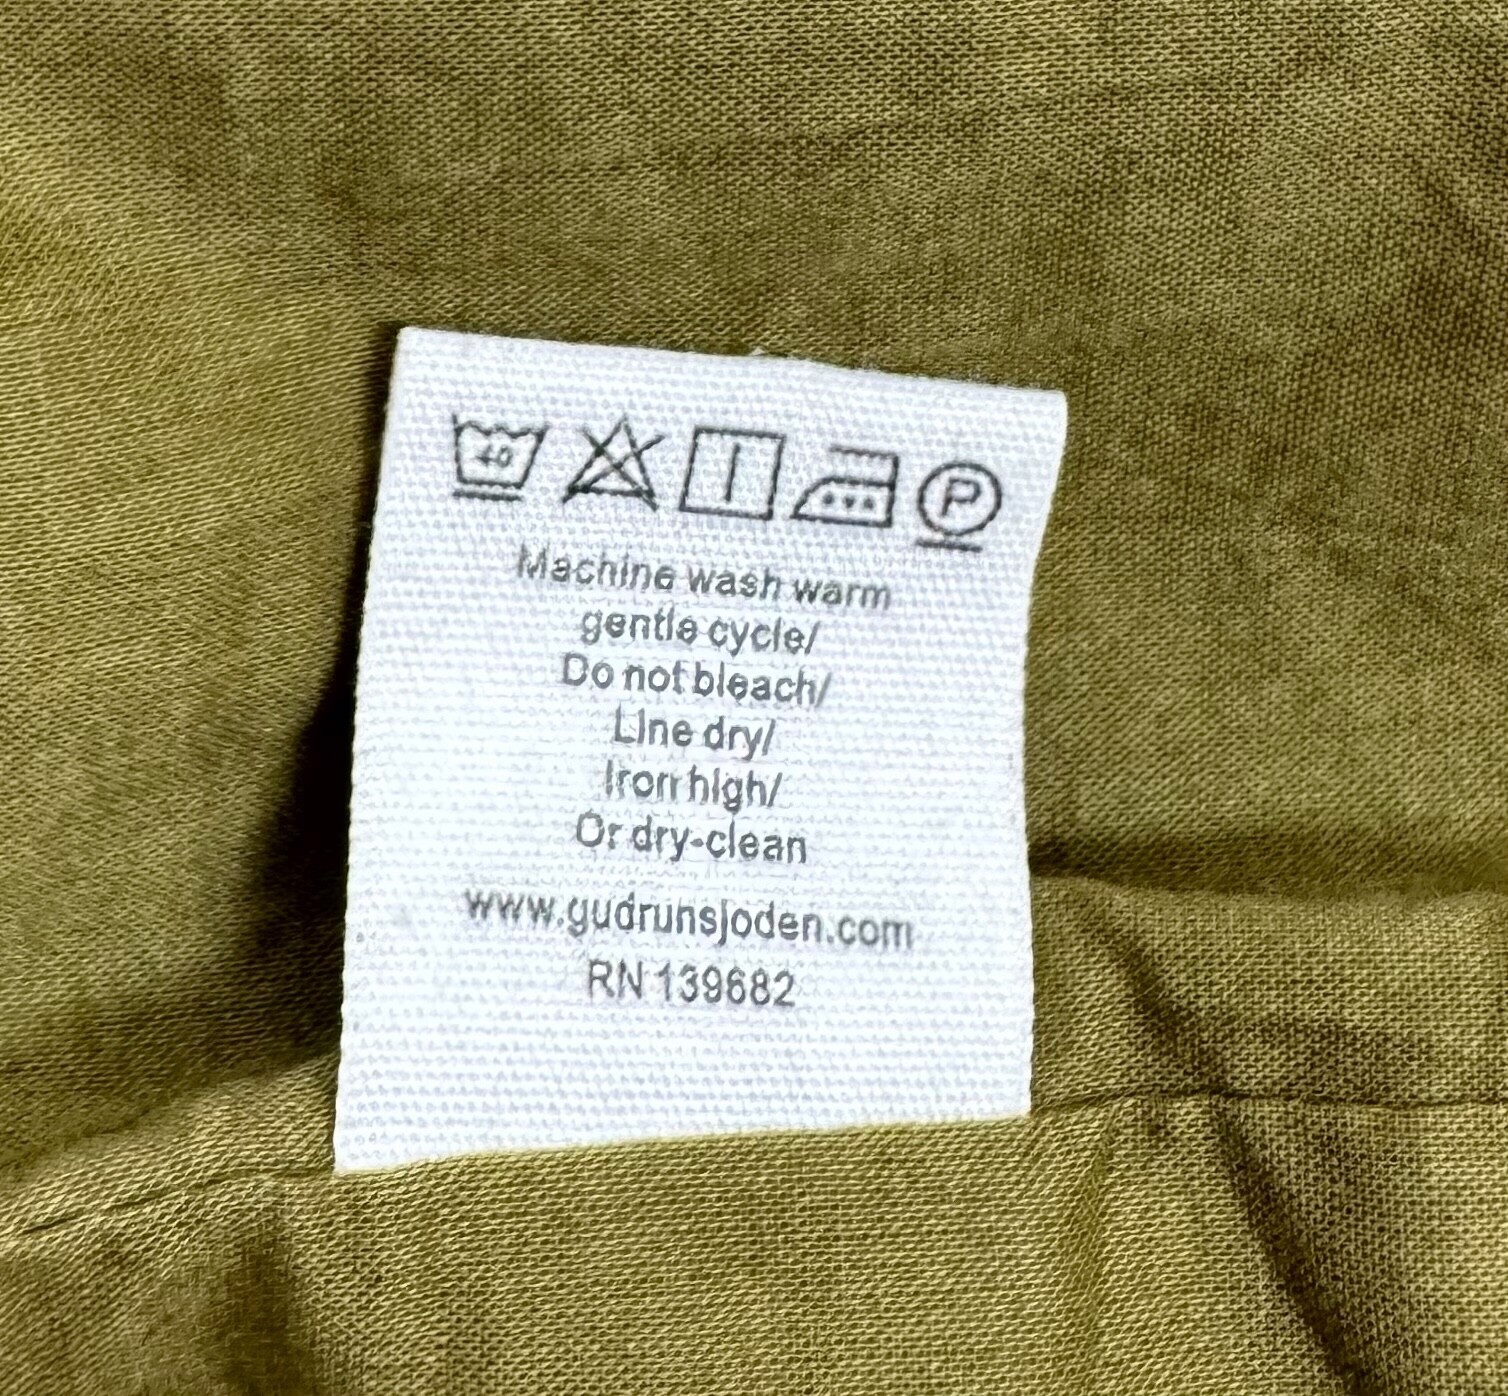 40
P
Machine wash warm
gentle cycle/
Do not bleach/
Line dry/
Iron high/
Or dry-clean
www.gudrunsjoden.com
RN 139682